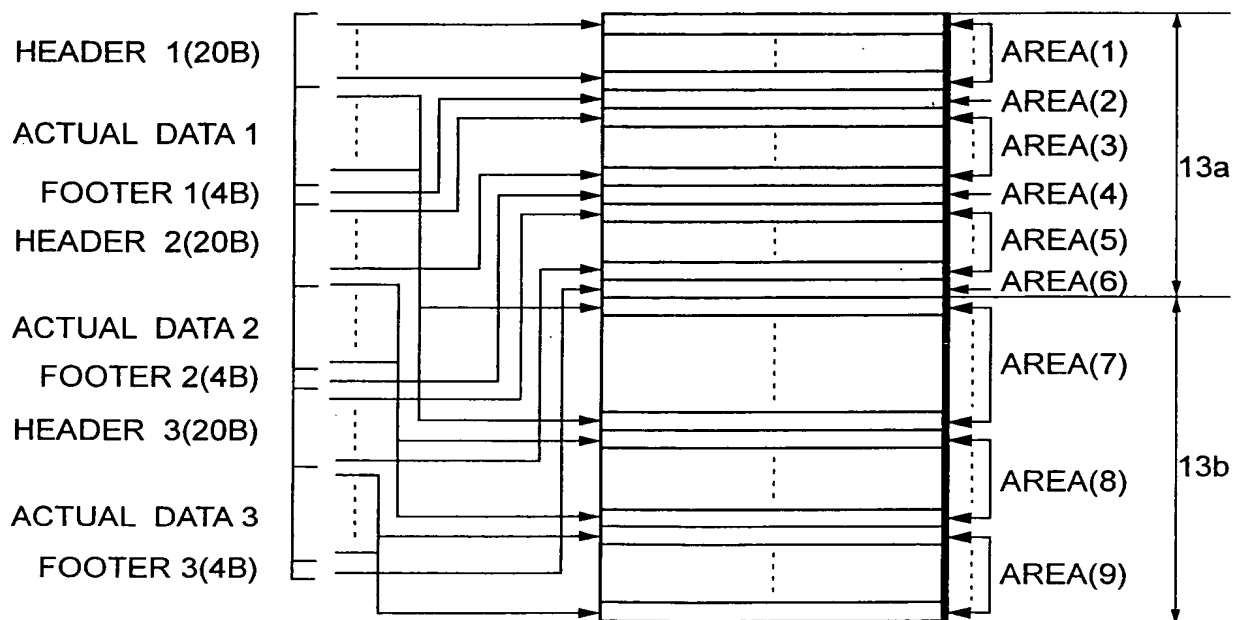 HEADER 1(20B)
ACTUAL DATA 1
FOOTER 1(4B)
HEADER 2(20B)
ACTUAL DATA 2
FOOTER 2(4B)
HEADER 3(20B)
ACTUAL DATA 3
FOOTER 3(4B)
AREA(1)
AREA(2)
AREA(3)
AREA(4)
AREA(5)
AREA(6)
AREA(7)
AREA(8)
AREA(9)
13a
13b